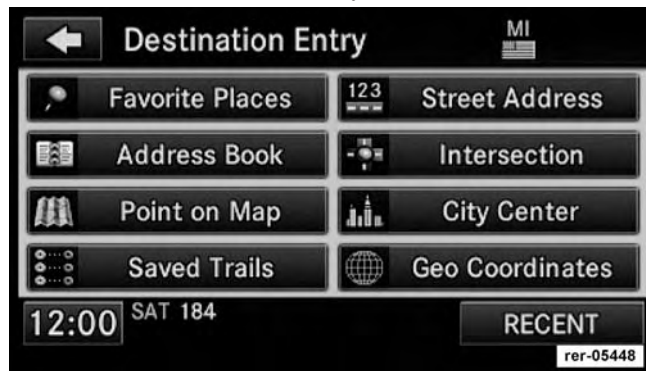 Destination Entry
MI
Favorite Places
123
Street Address
Address Book
Intersection
Point on Map
City Center
Saved Trails
Geo Coordinates
12:00
SAT 184
RECENT
rer-05448